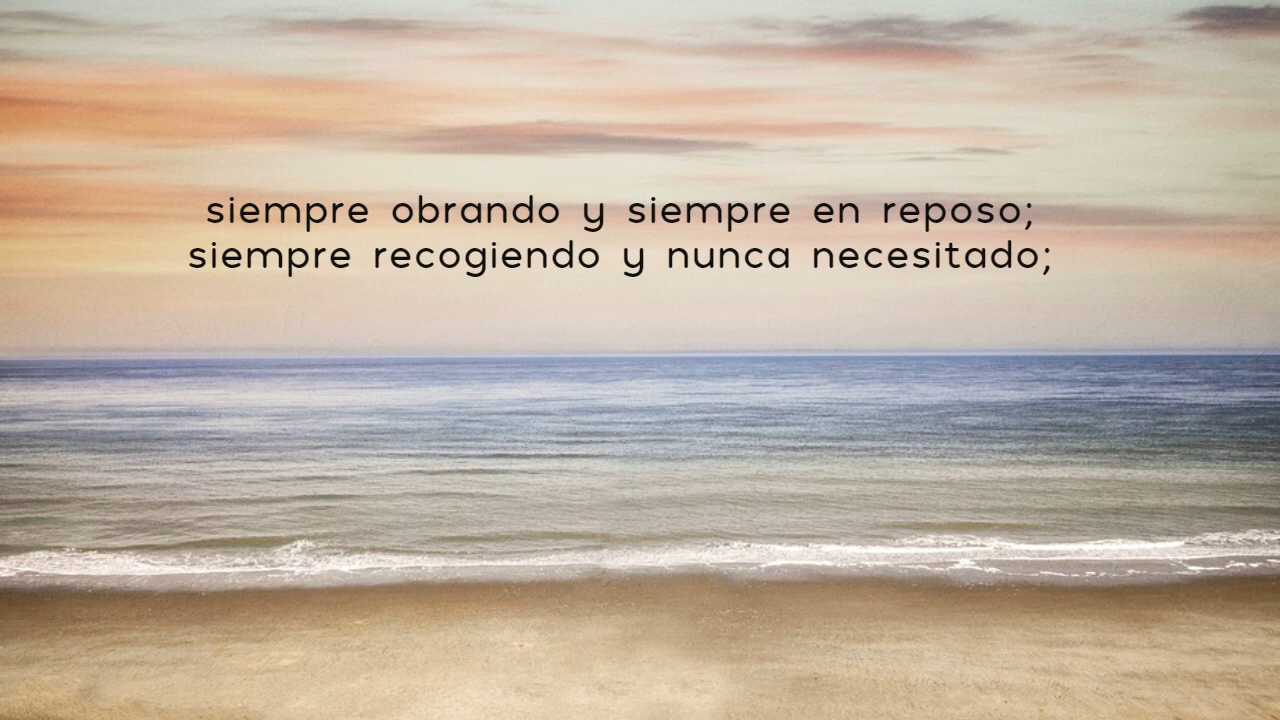 siempre obrando y siempre en reposo;
siempre recogiendo y nunca necesitado;